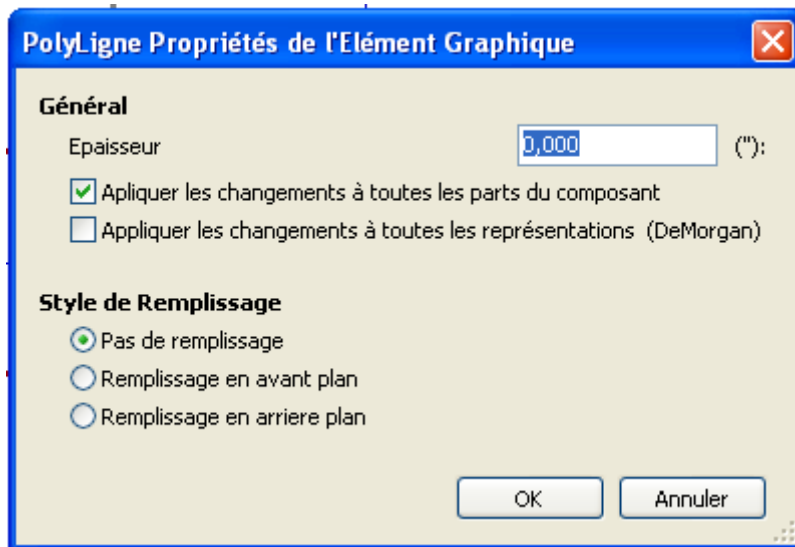 PolyLigne Propriétés de l'Elément Graphique
Général
Epaisseur 0,000 ("):
Apliquer les changements à toutes les parts du composant
Appliquer les changements à toutes les représentations (DeMorgan)
Style de Remplissage
Pas de remplissage
Remplissage en avant plan
Remplissage en arriere plan
OK Annuler